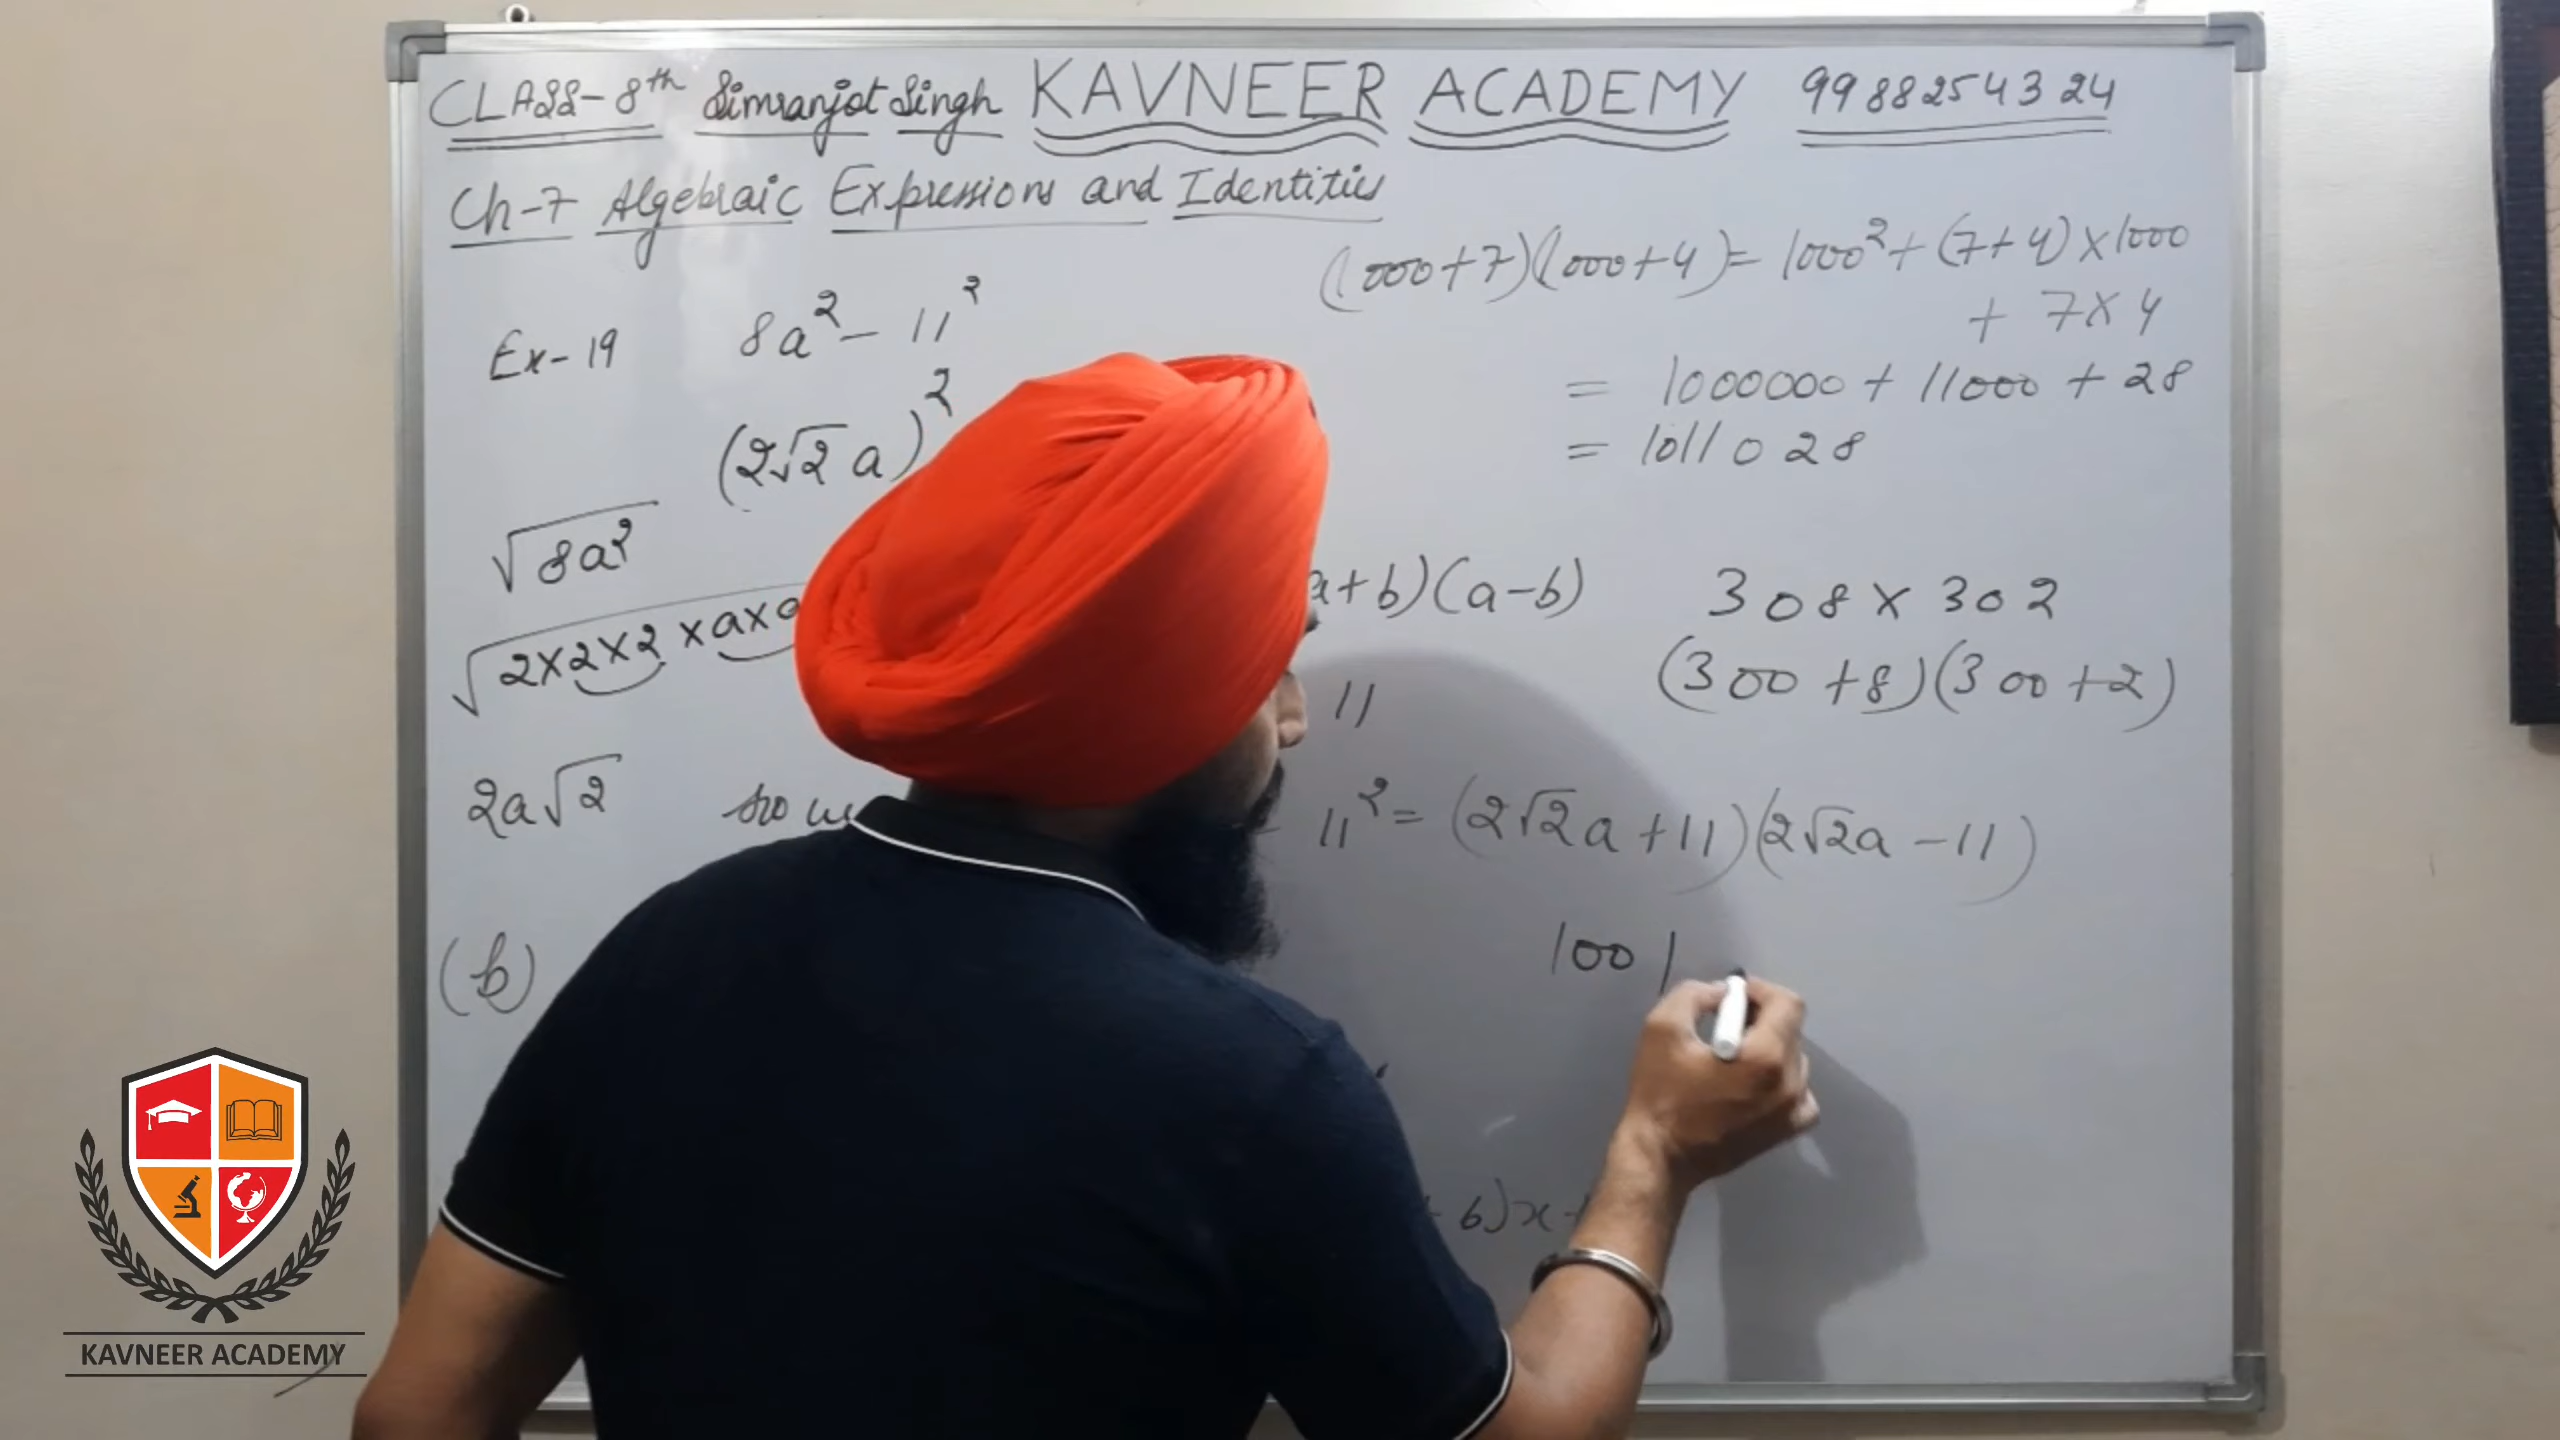 CLASS-8th Simranjot Singh KAVNEER ACADEMY 9988254324
Ch-7 Algebraic Expressions and Identities
(1000+7)(1000+4)= 1000²+(7+4)×1000
+ 7×4
= 1000000 + 11000 + 28
= 1011028
Ex-19 8a² - 11²
(2√2 a)²
√8a²
√2×2×2 ×a×a
2a√2
a+b)(a-b)
11
11² = (2√2a+11)(2√2a-11)
308 × 302
(300+8)(300+2)
(b)
100 1
6)x+
KAVNEER ACADEMY